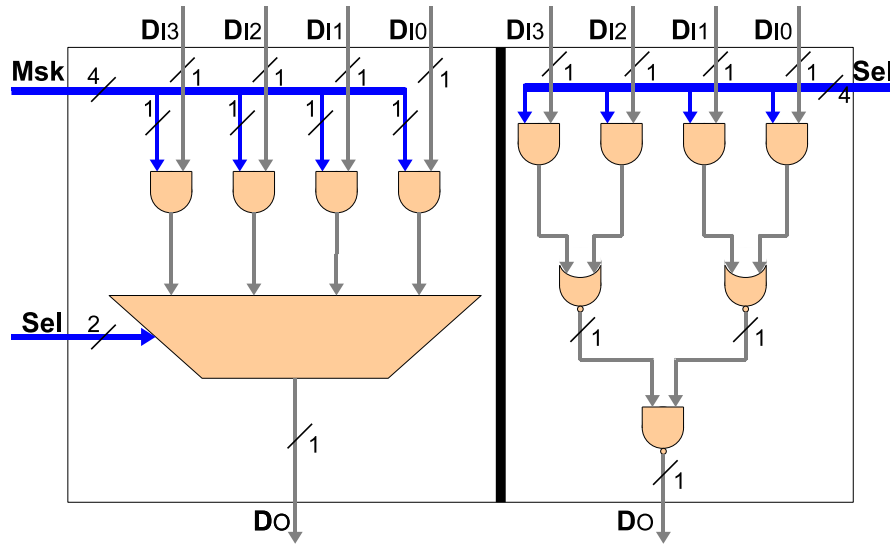 DI3 DI2 DI1 DI0 DI3 DI2 DI1 DI0
Msk 4 1 1 1 1 1 1 1 1 Sel
4
1 1 1 1
Sel 2
1 1
1 1
DO DO